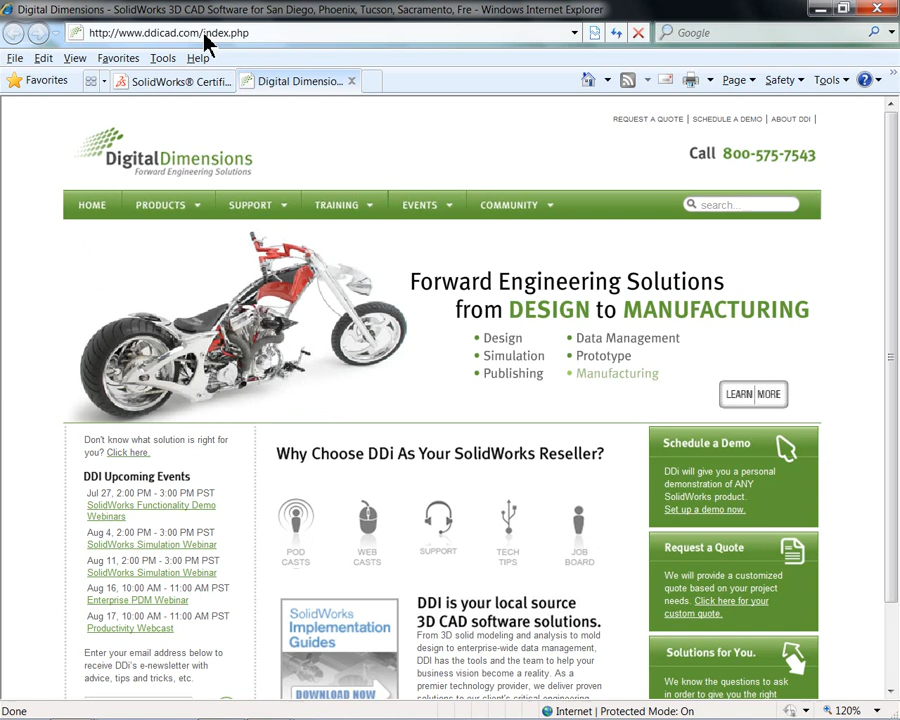 Digital Dimensions - SolidWorks 3D CAD Software for San Diego, Phoenix, Tucson, Sacramento, Fre - Windows Internet Explorer
http://www.ddicad.com/index.php
Google
File Edit View Favorites Tools Help
Favorites
SolidWorks® Certifi...
Digital Dimensio...
Page
Safety
Tools
REQUEST A QUOTE | SCHEDULE A DEMO | ABOUT DDI |
DigitalDimensions
Forward Engineering Solutions
Call 800-575-7543
HOME PRODUCTS SUPPORT TRAINING EVENTS COMMUNITY
search...
Forward Engineering Solutions
from DESIGN to MANUFACTURING
• Design
• Simulation
• Publishing
• Data Management
• Prototype
• Manufacturing
LEARN MORE
Don't know what solution is right for
you? Click here.
DDI Upcoming Events
Jul 27, 2:00 PM - 3:00 PM PST
SolidWorks Functionality Demo
Webinars
Aug 4, 2:00 PM - 3:00 PM PST
SolidWorks Simulation Webinar
Aug 11, 2:00 PM - 3:00 PM PST
SolidWorks Simulation Webinar
Aug 16, 10:00 AM - 11:00 AM PST
Enterprise PDM Webinar
Aug 17, 10:00 AM - 11:00 AM PST
Productivity Webcast
Enter your email address below to
receive DDi's e-newsletter with
advice, tips and tricks, etc.
Why Choose DDi As Your SolidWorks Reseller?
POD
CASTS
WEB
CASTS
SUPPORT
TECH
TIPS
JOB
BOARD
SolidWorks
Implementation
Guides
DOWNLOAD NOW
DDI is your local source
3D CAD software solutions.
From 3D solid modeling and analysis to mold
design to enterprise-wide data management,
DDI has the tools and the team to help your
business vision become a reality. As a
premier technology provider, we deliver proven
solutions to our client's critical engineering
Schedule a Demo
DDi will give you a personal
demonstration of ANY
SolidWorks product.
Set up a demo now.
Request a Quote
We will provide a customized
quote based on your project
needs. Click here for your
custom quote.
Solutions for You.
We know the questions to ask
in order to give you the right
Done
Internet | Protected Mode: On
120%